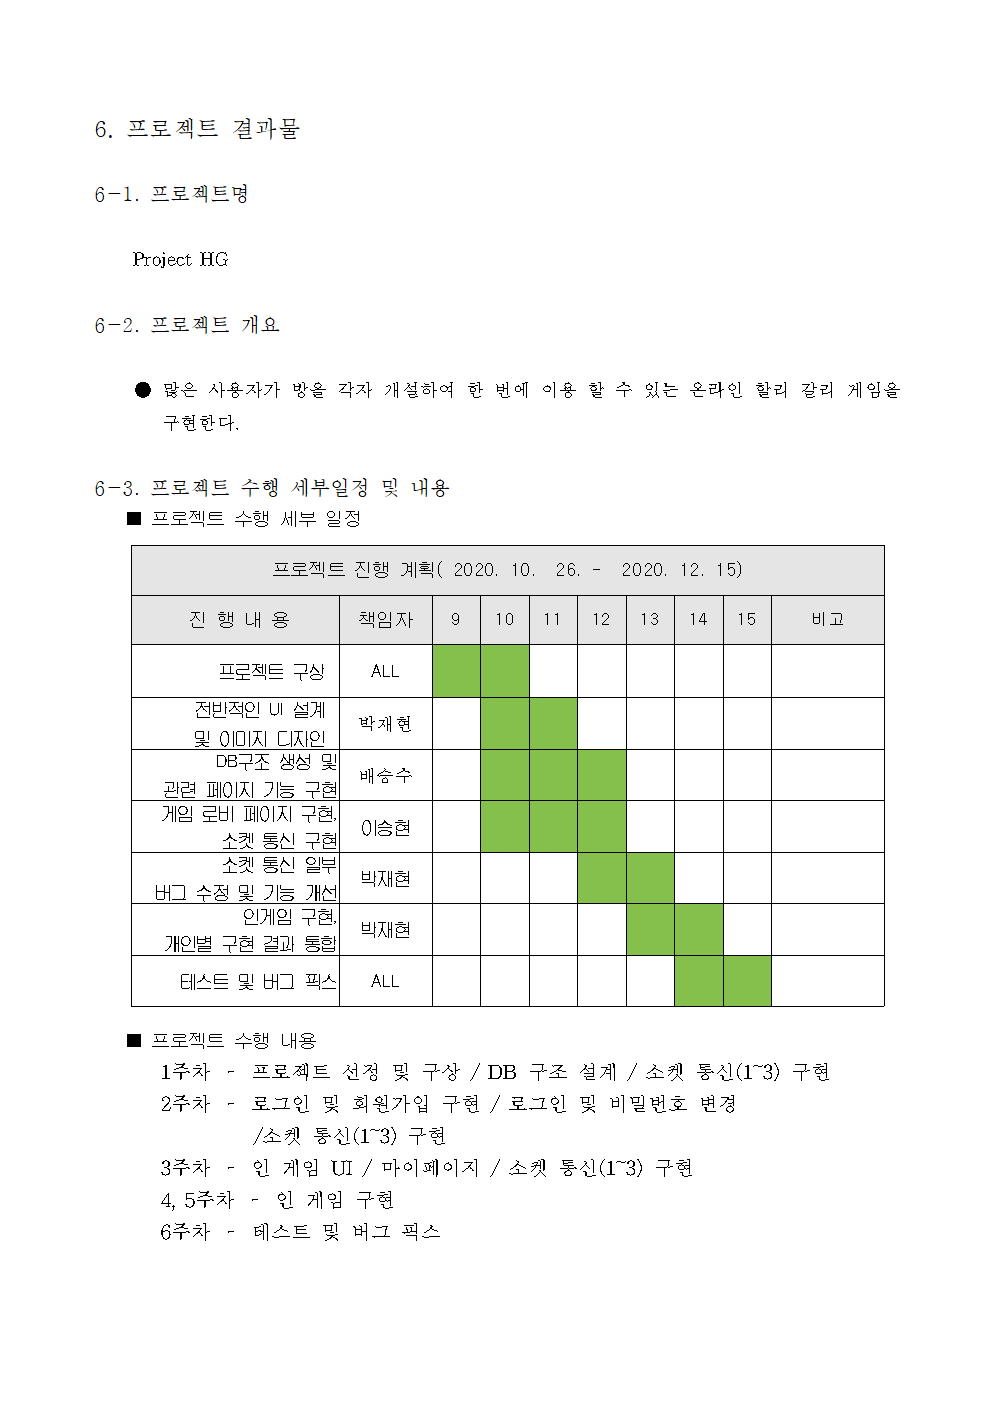 6. 프로젝트 결과물
6-1. 프로젝트명
Project HG
6-2. 프로젝트 개요
● 많은 사용자가 방을 각자 개설하여 한 번에 이용 할 수 있는 온라인 할리 갈리 게임을
구현한다.
6-3. 프로젝트 수행 세부일정 및 내용
■ 프로젝트 수행 세부 일정
프로젝트 진행 계획( 2020. 10. 26. - 2020. 12. 15)
진 행 내 용 책임자 9 10 11 12 13 14 15 비고
프로젝트 구상 ALL
전반적인 UI 설계
및 이미지 디자인
박재현
DB구조 생성 및
관련 페이지 기능 구현
배승수
게임 로비 페이지 구현,
소켓 통신 구현
이승현
소켓 통신 일부
버그 수정 및 기능 개선
박재현
인게임 구현,
개인별 구현 결과 통합
박재현
테스트 및 버그 픽스 ALL
■ 프로젝트 수행 내용
1주차 - 프로젝트 선정 및 구상 / DB 구조 설계 / 소켓 통신(1~3) 구현
2주차 - 로그인 및 회원가입 구현 / 로그인 및 비밀번호 변경
/소켓 통신(1~3) 구현
3주차 - 인 게임 UI / 마이페이지 / 소켓 통신(1~3) 구현
4, 5주차 - 인 게임 구현
6주차 - 테스트 및 버그 픽스